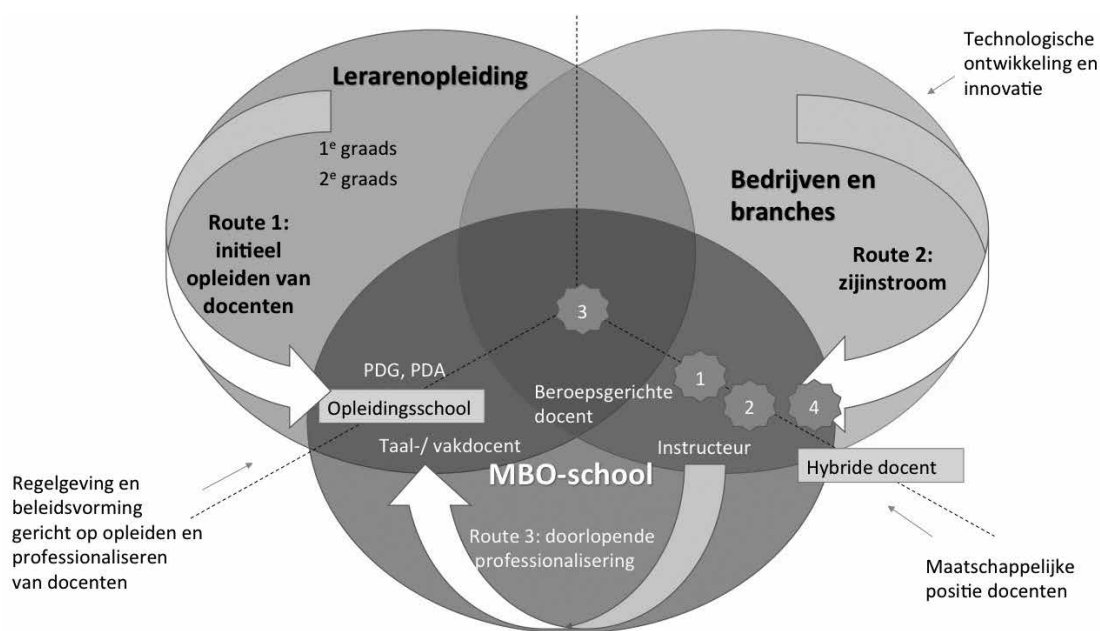 Lerarenopleiding
1e graads
2e graads
Route 1:
initieel
opleiden van
docenten
Technologische
ontwikkeling en
innovatie
Bedrijven en
branches
Route 2:
zijinstroom
3
1
2
4
PDG, PDA
Opleidingsschool
Taal-/ vakdocent
Beroepsgerichte
docent
Instructeur
MBO-school
Hybride docent
Route 3: doorlopende
professionalisering
Regelgeving en
beleidsvorming
gericht op opleiden en
professionaliseren
van docenten
Maatschappelijke
positie docenten